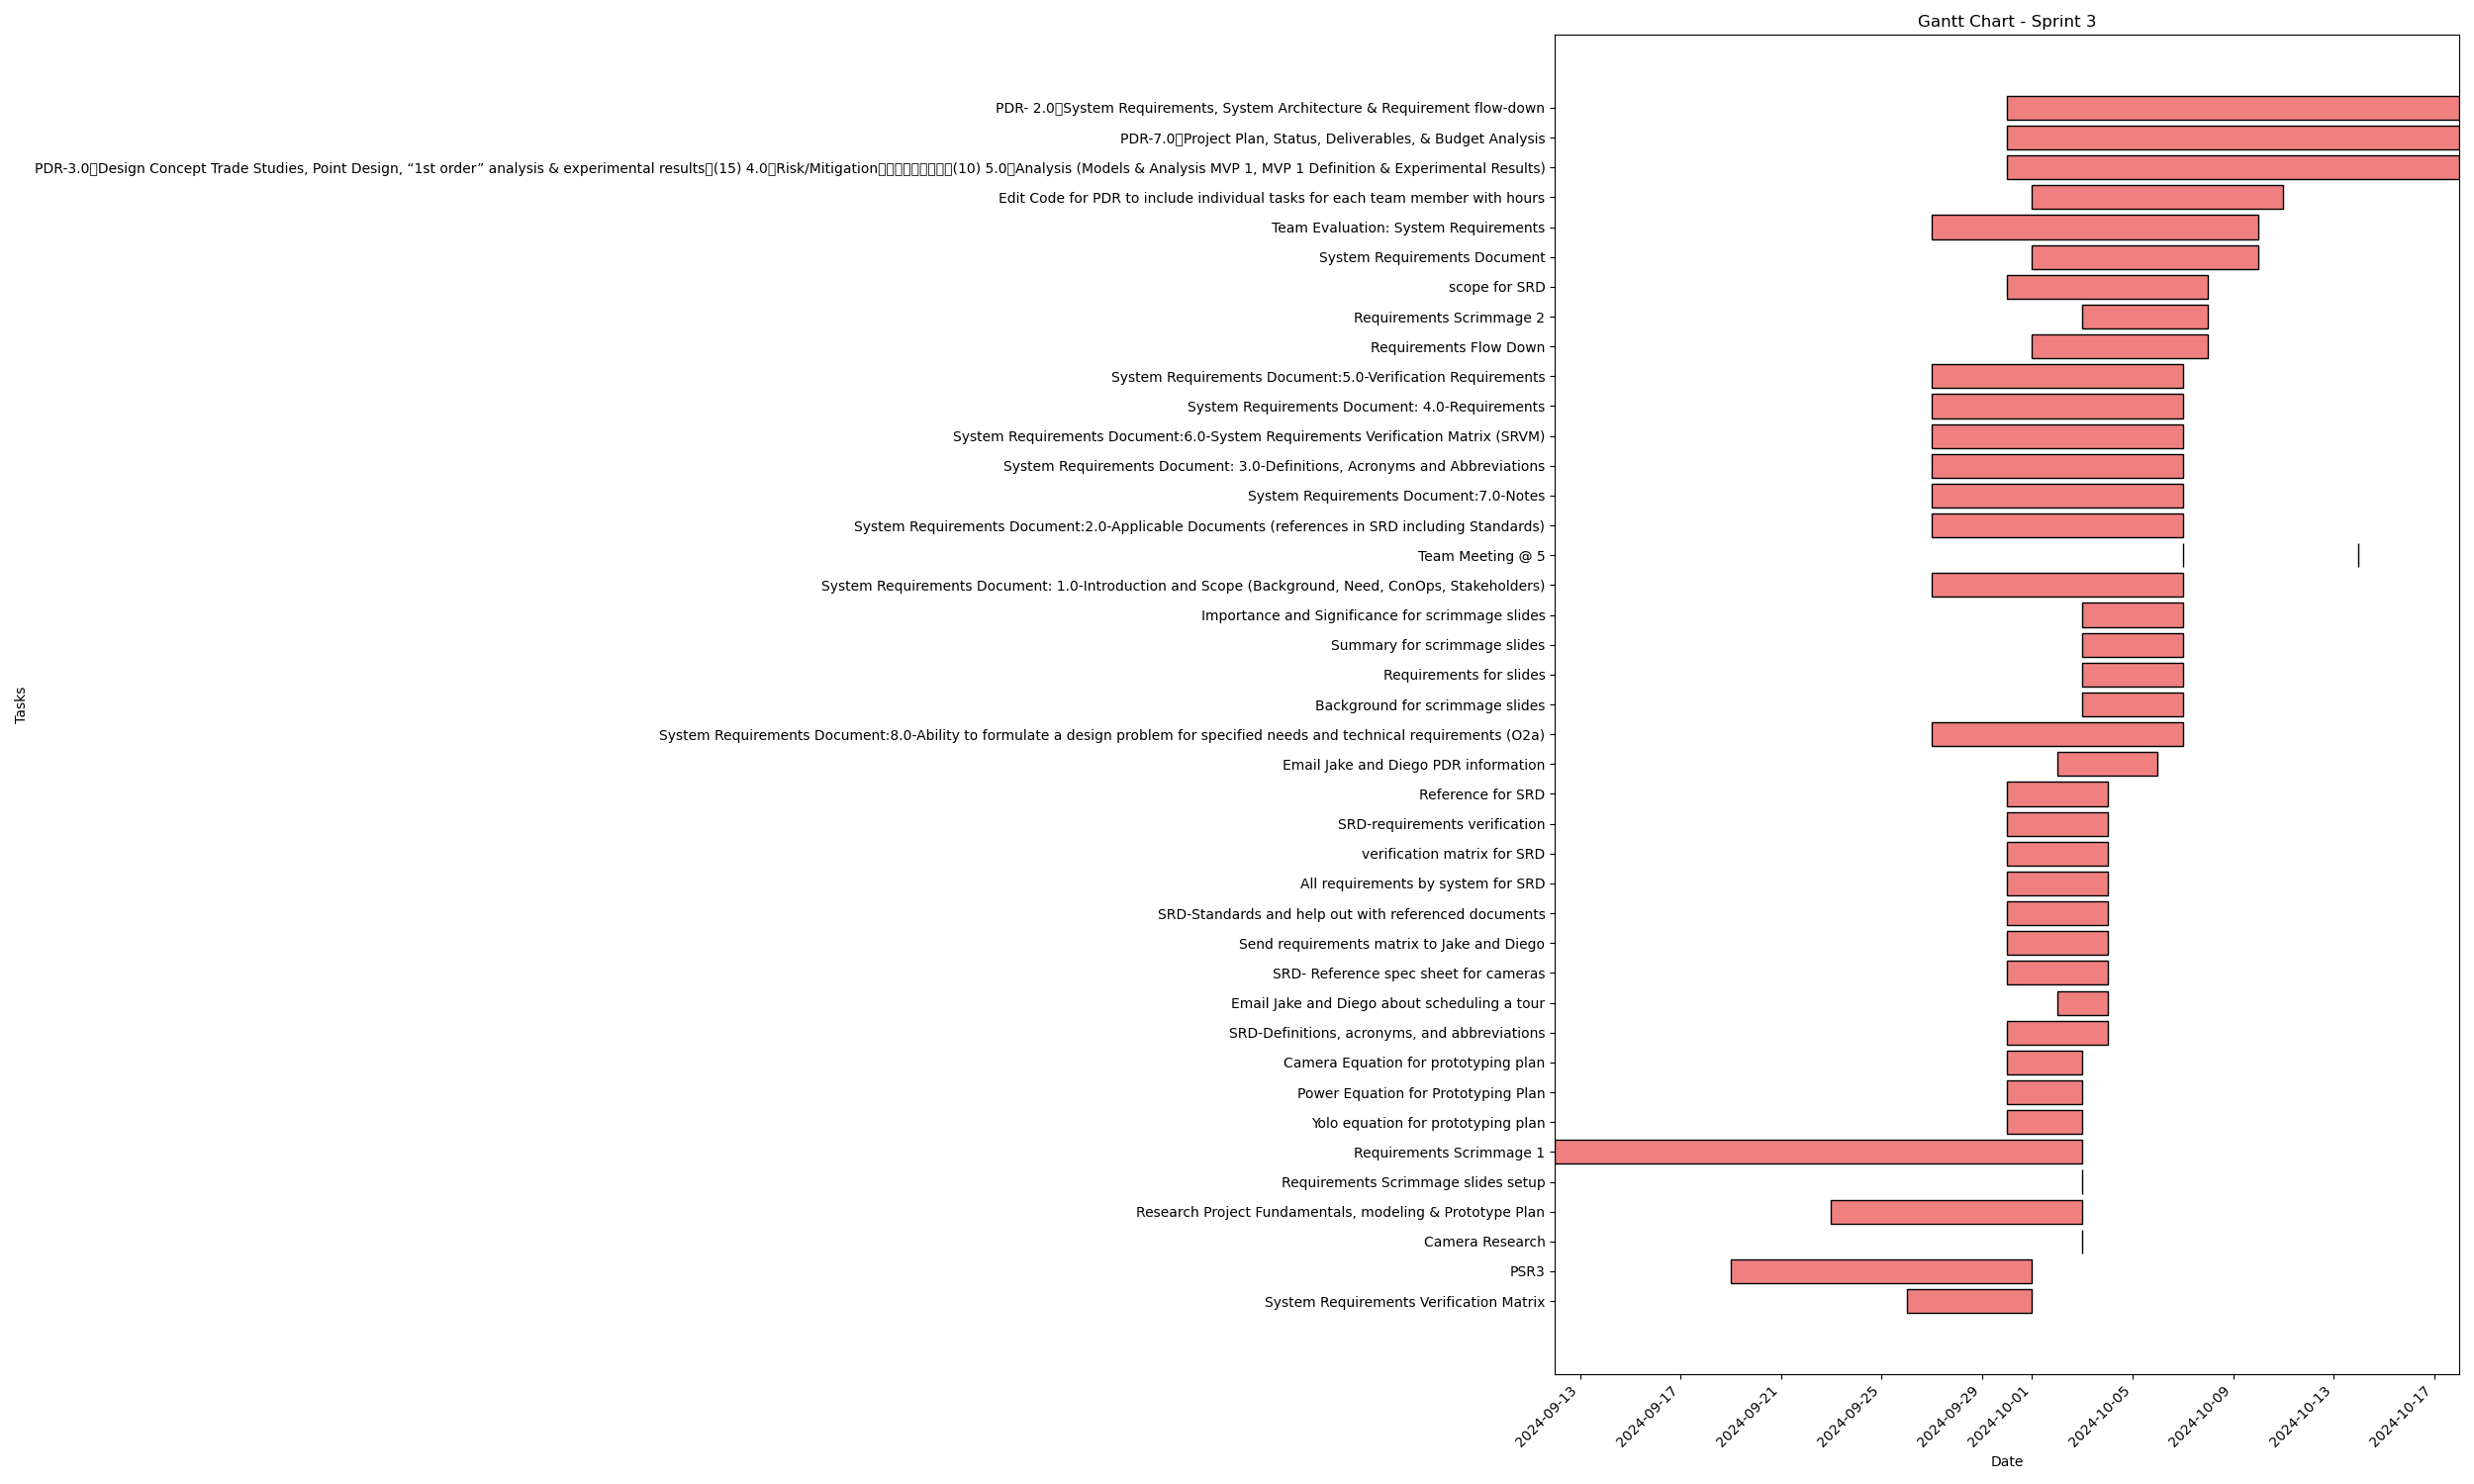 Gantt Chart - Sprint 3
PDR- 2.0▯System Requirements, System Architecture & Requirement flow-down
PDR-7.0▯Project Plan, Status, Deliverables, & Budget Analysis
PDR-3.0▯Design Concept Trade Studies, Point Design, “1st order” analysis & experimental results▯(15) 4.0▯Risk/Mitigation▯▯▯▯▯▯▯▯▯(10) 5.0▯Analysis (Models & Analysis MVP 1, MVP 1 Definition & Experimental Results)
Edit Code for PDR to include individual tasks for each team member with hours
Team Evaluation: System Requirements
System Requirements Document
scope for SRD
Requirements Scrimmage 2
Requirements Flow Down
System Requirements Document:5.0-Verification Requirements
System Requirements Document: 4.0-Requirements
System Requirements Document:6.0-System Requirements Verification Matrix (SRVM)
System Requirements Document: 3.0-Definitions, Acronyms and Abbreviations
System Requirements Document:7.0-Notes
System Requirements Document:2.0-Applicable Documents (references in SRD including Standards)
Team Meeting @ 5
System Requirements Document: 1.0-Introduction and Scope (Background, Need, ConOps, Stakeholders)
Importance and Significance for scrimmage slides
Summary for scrimmage slides
Requirements for slides
Background for scrimmage slides
System Requirements Document:8.0-Ability to formulate a design problem for specified needs and technical requirements (O2a)
Email Jake and Diego PDR information
Reference for SRD
SRD-requirements verification
verification matrix for SRD
All requirements by system for SRD
SRD-Standards and help out with referenced documents
Send requirements matrix to Jake and Diego
SRD- Reference spec sheet for cameras
Email Jake and Diego about scheduling a tour
SRD-Definitions, acronyms, and abbreviations
Camera Equation for prototyping plan
Power Equation for Prototyping Plan
Yolo equation for prototyping plan
Requirements Scrimmage 1
Requirements Scrimmage slides setup
Research Project Fundamentals, modeling & Prototype Plan
Camera Research
PSR3
System Requirements Verification Matrix
Tasks
2024-09-13
2024-09-17
2024-09-21
2024-09-25
2024-09-29
2024-10-01
2024-10-05
2024-10-09
2024-10-13
2024-10-17
Date